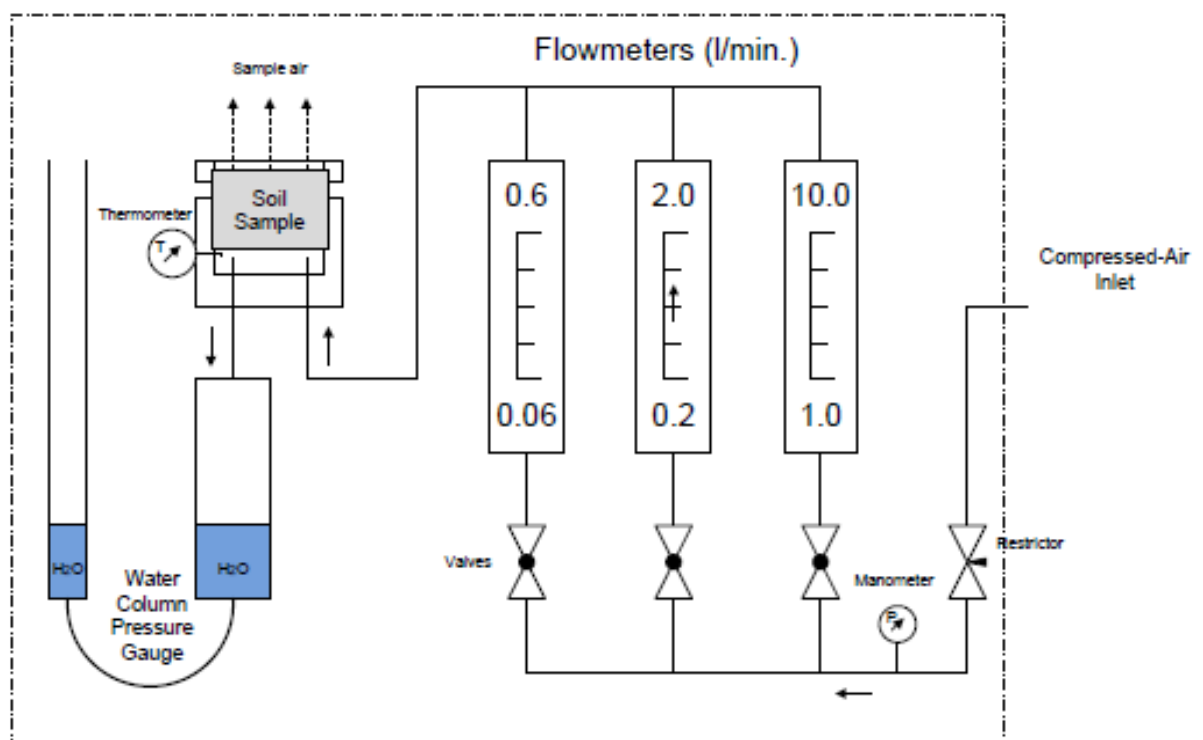 Flowmeters (l/min.)
Sample air
Soil
Sample
Thermometer
T
0.6
2.0
10.0
Compressed-Air
Inlet
0.06
0.2
1.0
H2O
H2O
Water
Column
Pressure
Gauge
Valves
Manometer
P
Restrictor